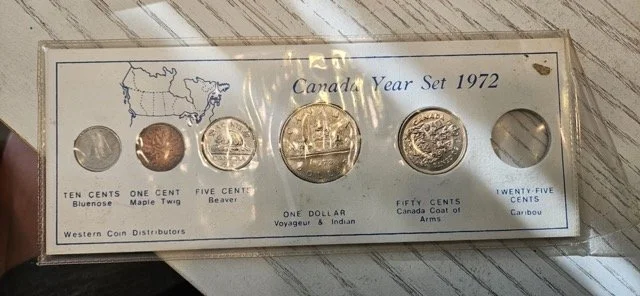 Canada Year Set 1972
TEN CENTS
Bluenose
ONE CENT
Maple Twig
FIVE CENTS
Beaver
ONE DOLLAR
Voyageur & Indian
FIFTY CENTS
Canada Coat of
Arms
TWENTY-FIVE
CENTS
Caribou
Western Coin Distributors